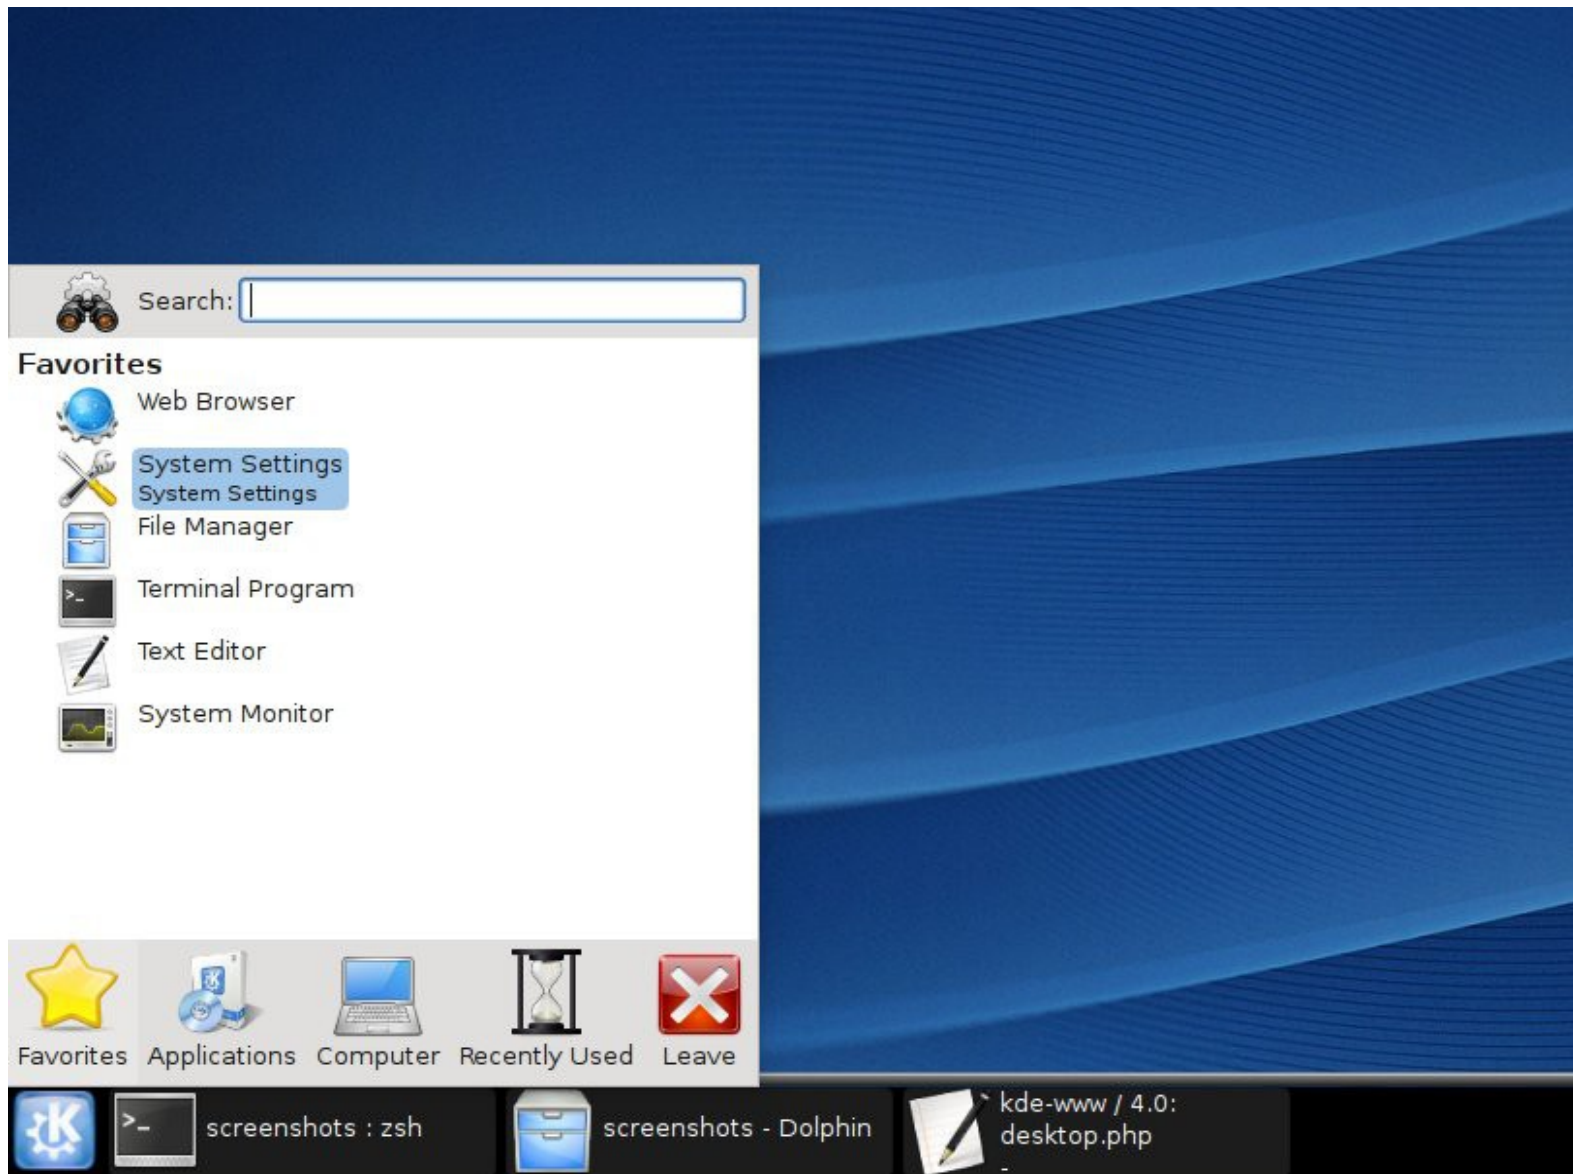 Search:
Favorites
Web Browser
System Settings
System Settings
File Manager
Terminal Program
Text Editor
System Monitor
Favorites Applications Computer Recently Used Leave
screenshots : zsh
screenshots - Dolphin
kde-www / 4.0:
desktop.php
-